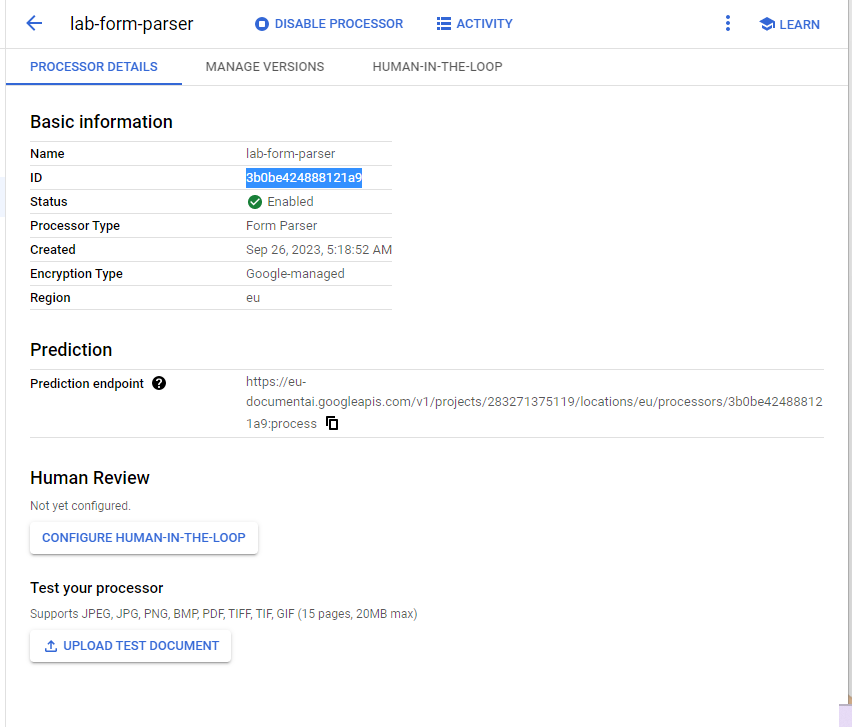 lab-form-parser DISABLE PROCESSOR ACTIVITY LEARN
PROCESSOR DETAILS MANAGE VERSIONS HUMAN-IN-THE-LOOP
Basic information
Name lab-form-parser
ID 3b0be424888121a9
Status Enabled
Processor Type Form Parser
Created Sep 26, 2023, 5:18:52 AM
Encryption Type Google-managed
Region eu
Prediction
Prediction endpoint ? https://eu-
documentai.googleapis.com/v1/projects/283271375119/locations/eu/processors/3b0be42488812
1a9:process
Human Review
Not yet configured.
CONFIGURE HUMAN-IN-THE-LOOP
Test your processor
Supports JPEG, JPG, PNG, BMP, PDF, TIFF, TIF, GIF (15 pages, 20MB max)
UPLOAD TEST DOCUMENT